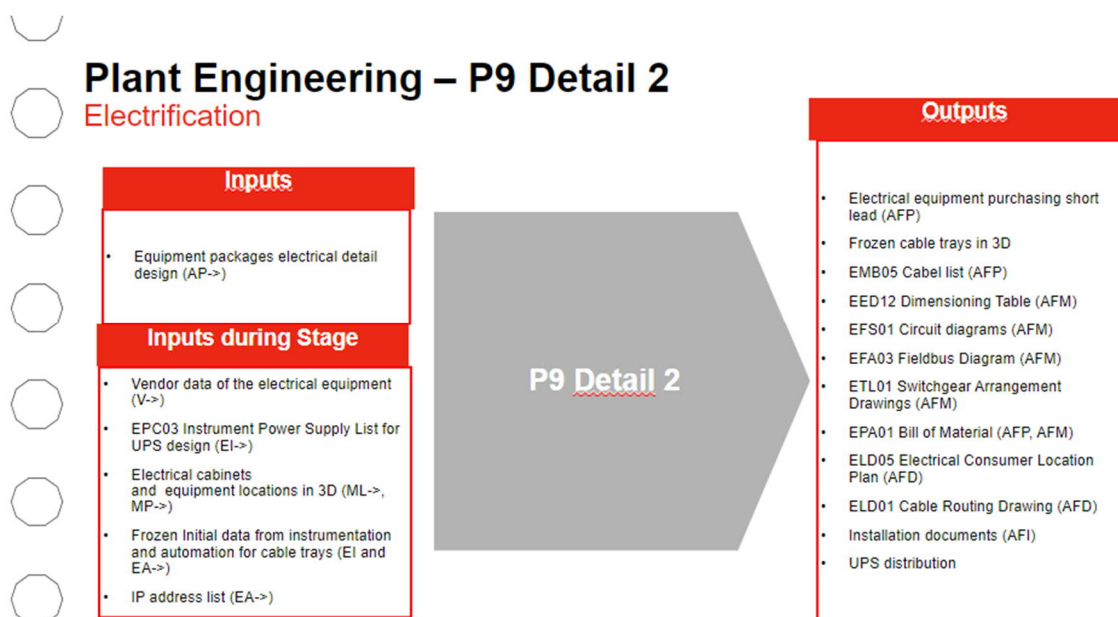 Plant Engineering – P9 Detail 2
Electrification
Inputs
• Equipment packages electrical detail
design (AP->)
Inputs during Stage
• Vendor data of the electrical equipment
(V->)
• EPC03 Instrument Power Supply List for
UPS design (EI->)
• Electrical cabinets
and equipment locations in 3D (ML->,
MP->)
• Frozen Initial data from instrumentation
and automation for cable trays (EI and
EA->)
• IP address list (EA->)
P9 Detail 2
Outputs
• Electrical equipment purchasing short
lead (AFP)
• Frozen cable trays in 3D
• EMB05 Cabel list (AFP)
• EED12 Dimensioning Table (AFM)
• EFS01 Circuit diagrams (AFM)
• EFA03 Fieldbus Diagram (AFM)
• ETL01 Switchgear Arrangement
Drawings (AFM)
• EPA01 Bill of Material (AFP, AFM)
• ELD05 Electrical Consumer Location
Plan (AFD)
• ELD01 Cable Routing Drawing (AFD)
• Installation documents (AFI)
• UPS distribution